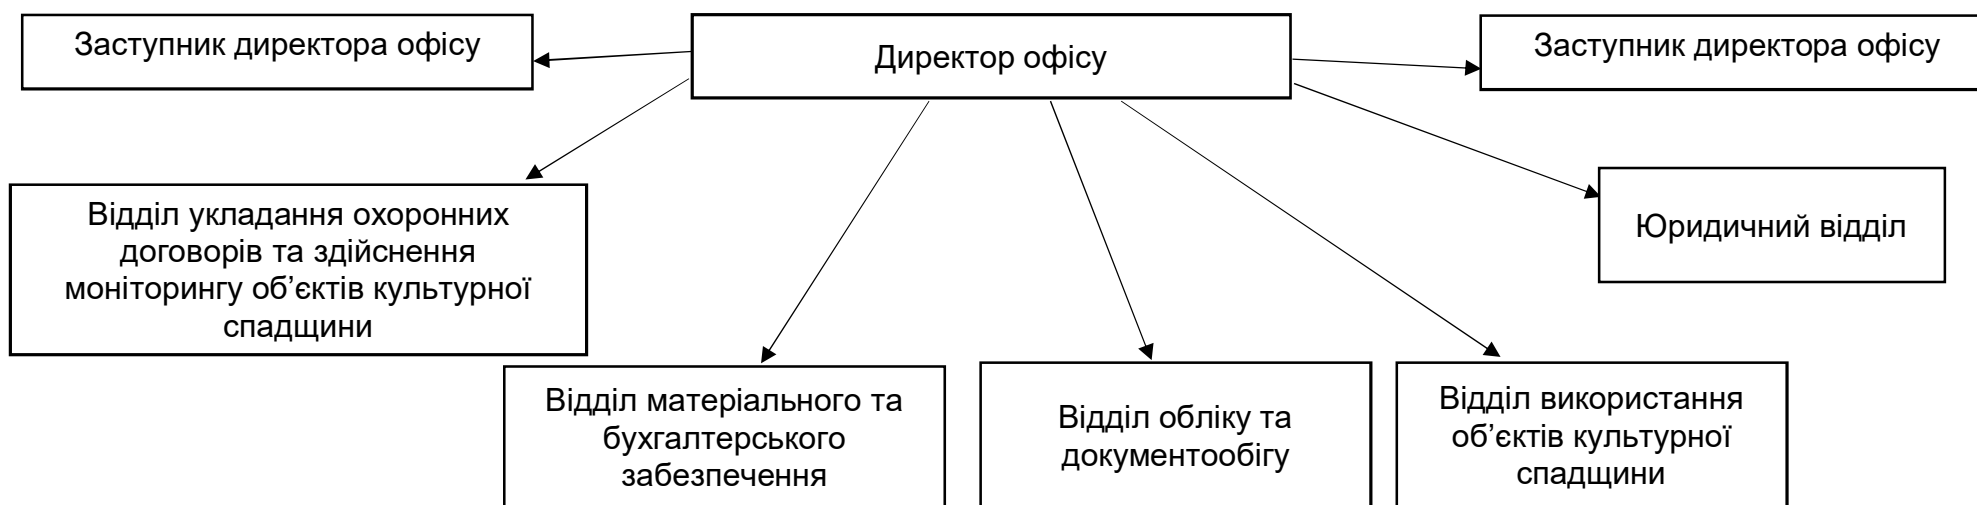 Заступник директора офісу
Директор офісу
Заступник директора офісу
Відділ укладання охоронних
договорів та здійснення
моніторингу об’єктів культурної
спадщини
Юридичний відділ
Відділ матеріального та
бухгалтерського
забезпечення
Відділ обліку та
документообігу
Відділ використання
об’єктів культурної
спадщини